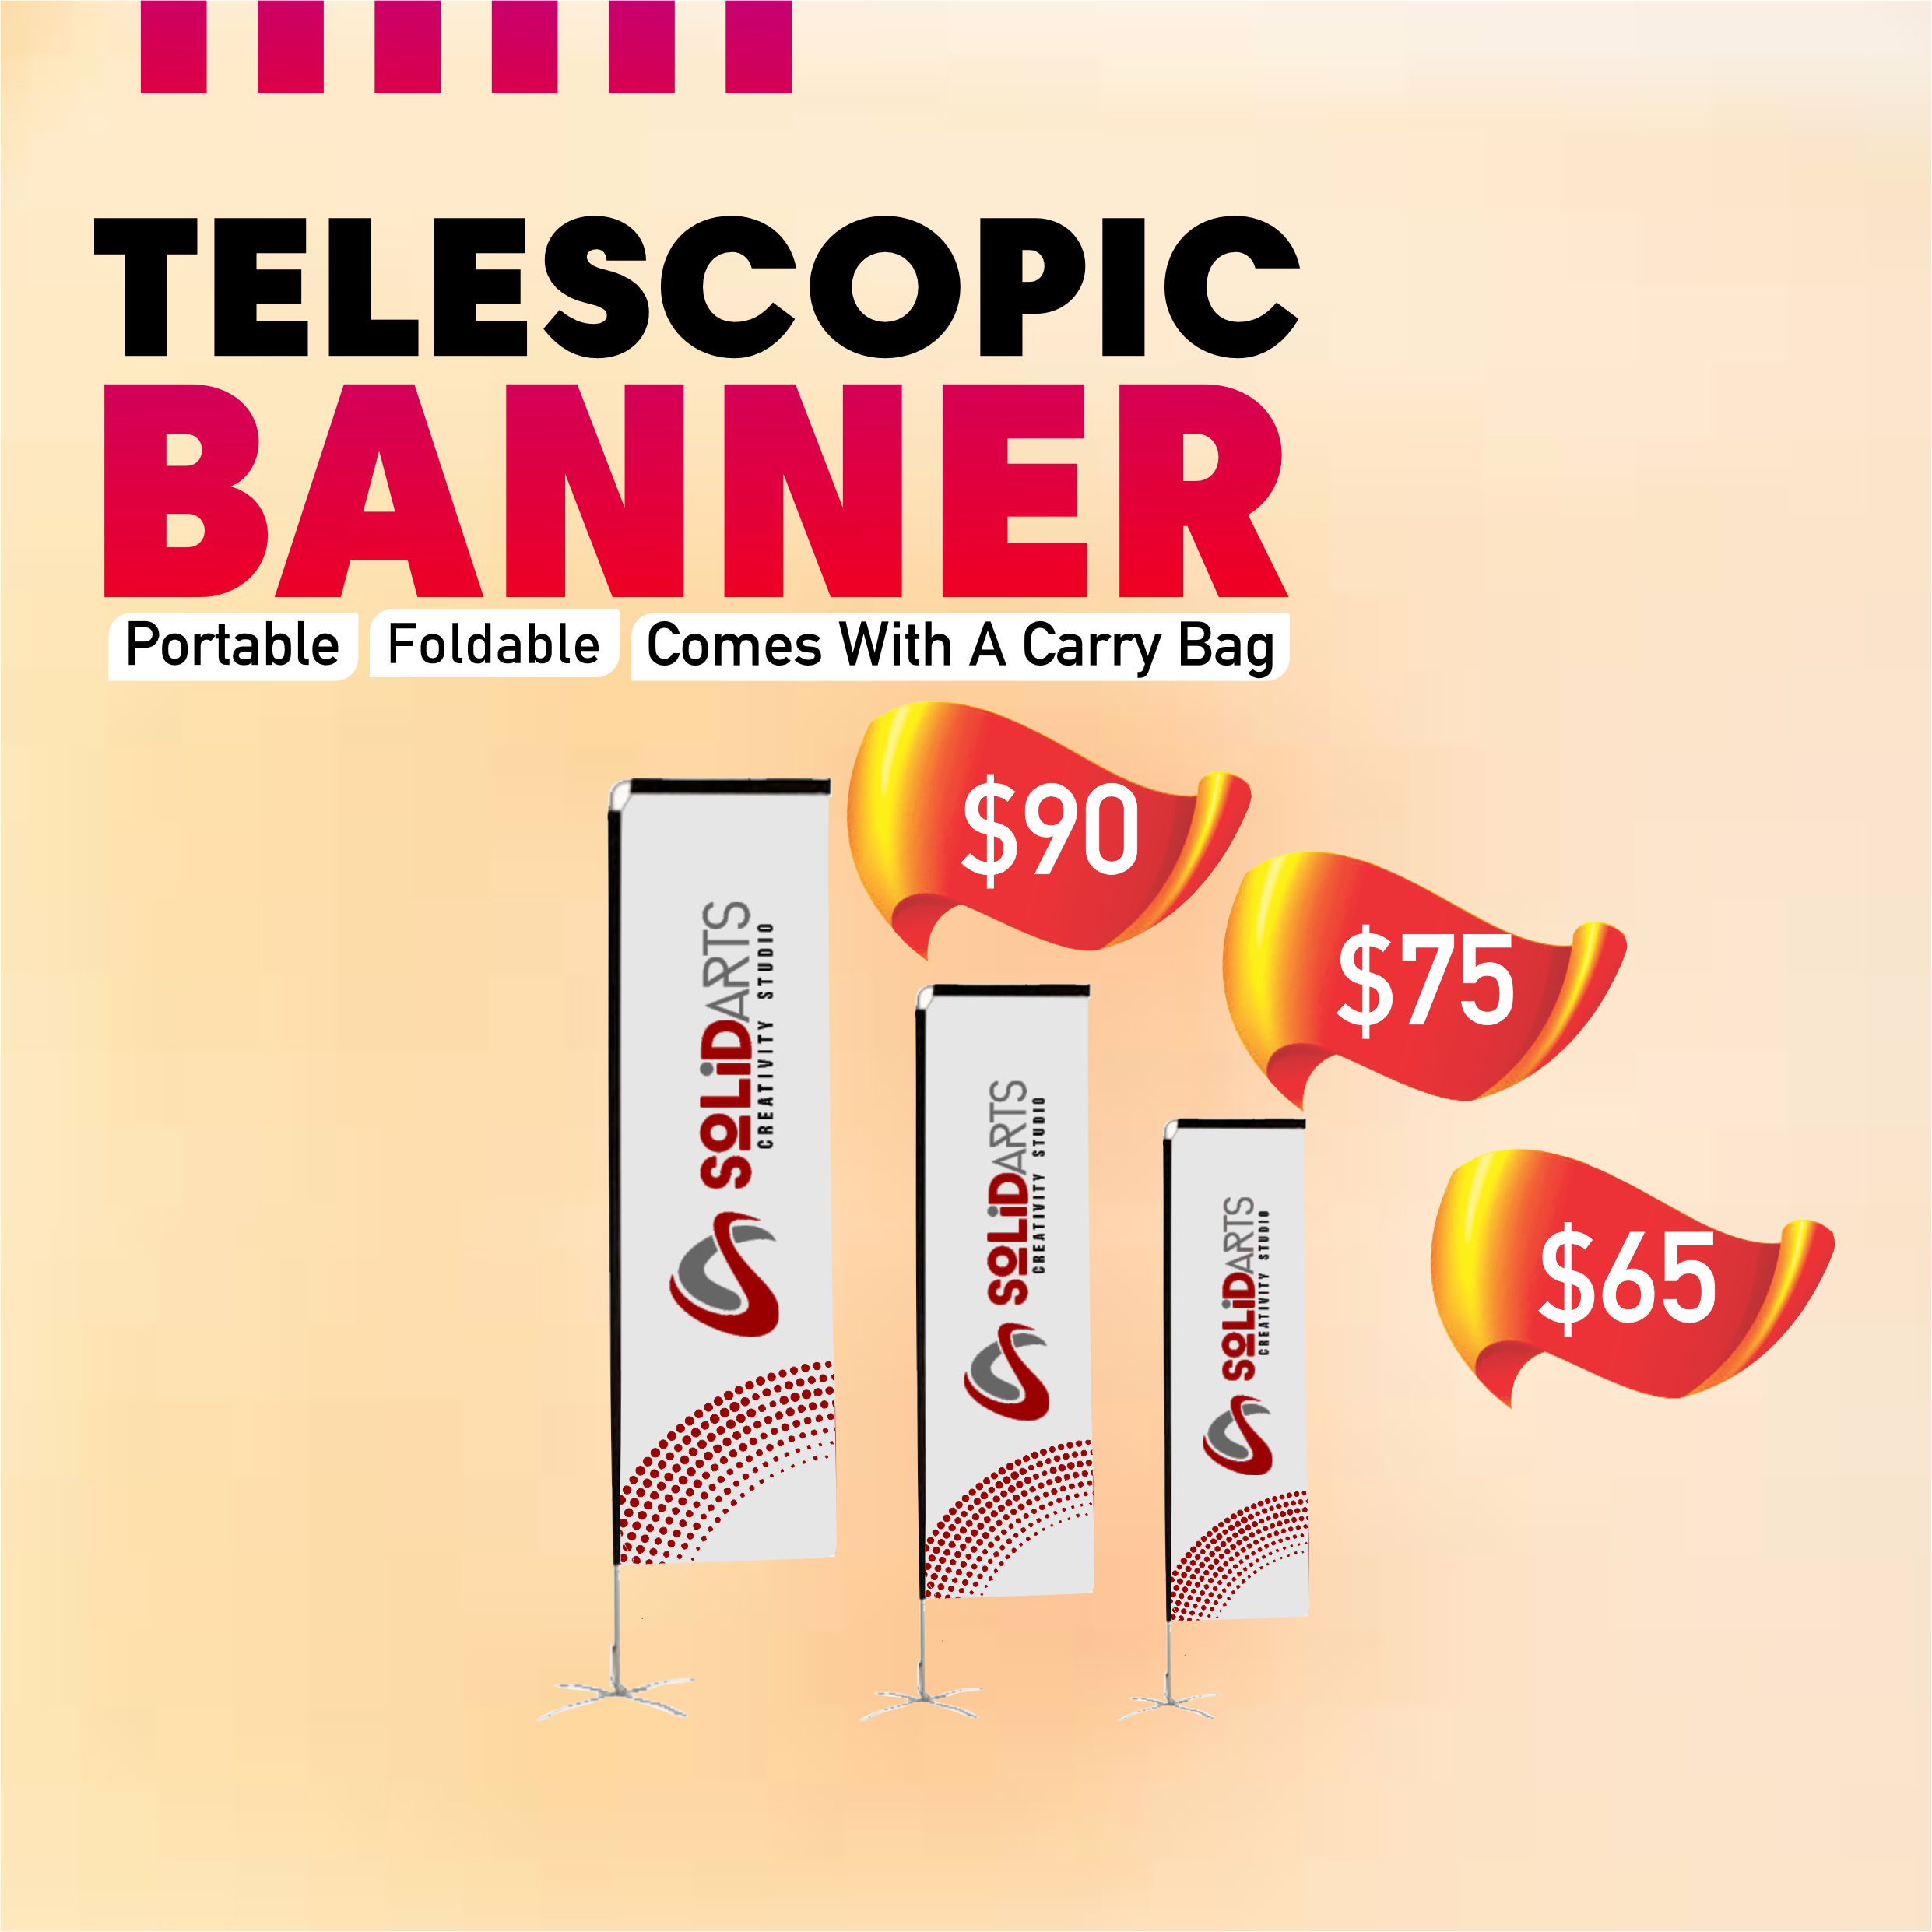 TELESCOPIC
BANNER
Portable Foldable Comes With A Carry Bag
$90
$75
$65
SOLiDARTS
CREATIVITY STUDIO
SOLiDARTS
CREATIVITY STUDIO
SOLiDARTS
CREATIVITY STUDIO